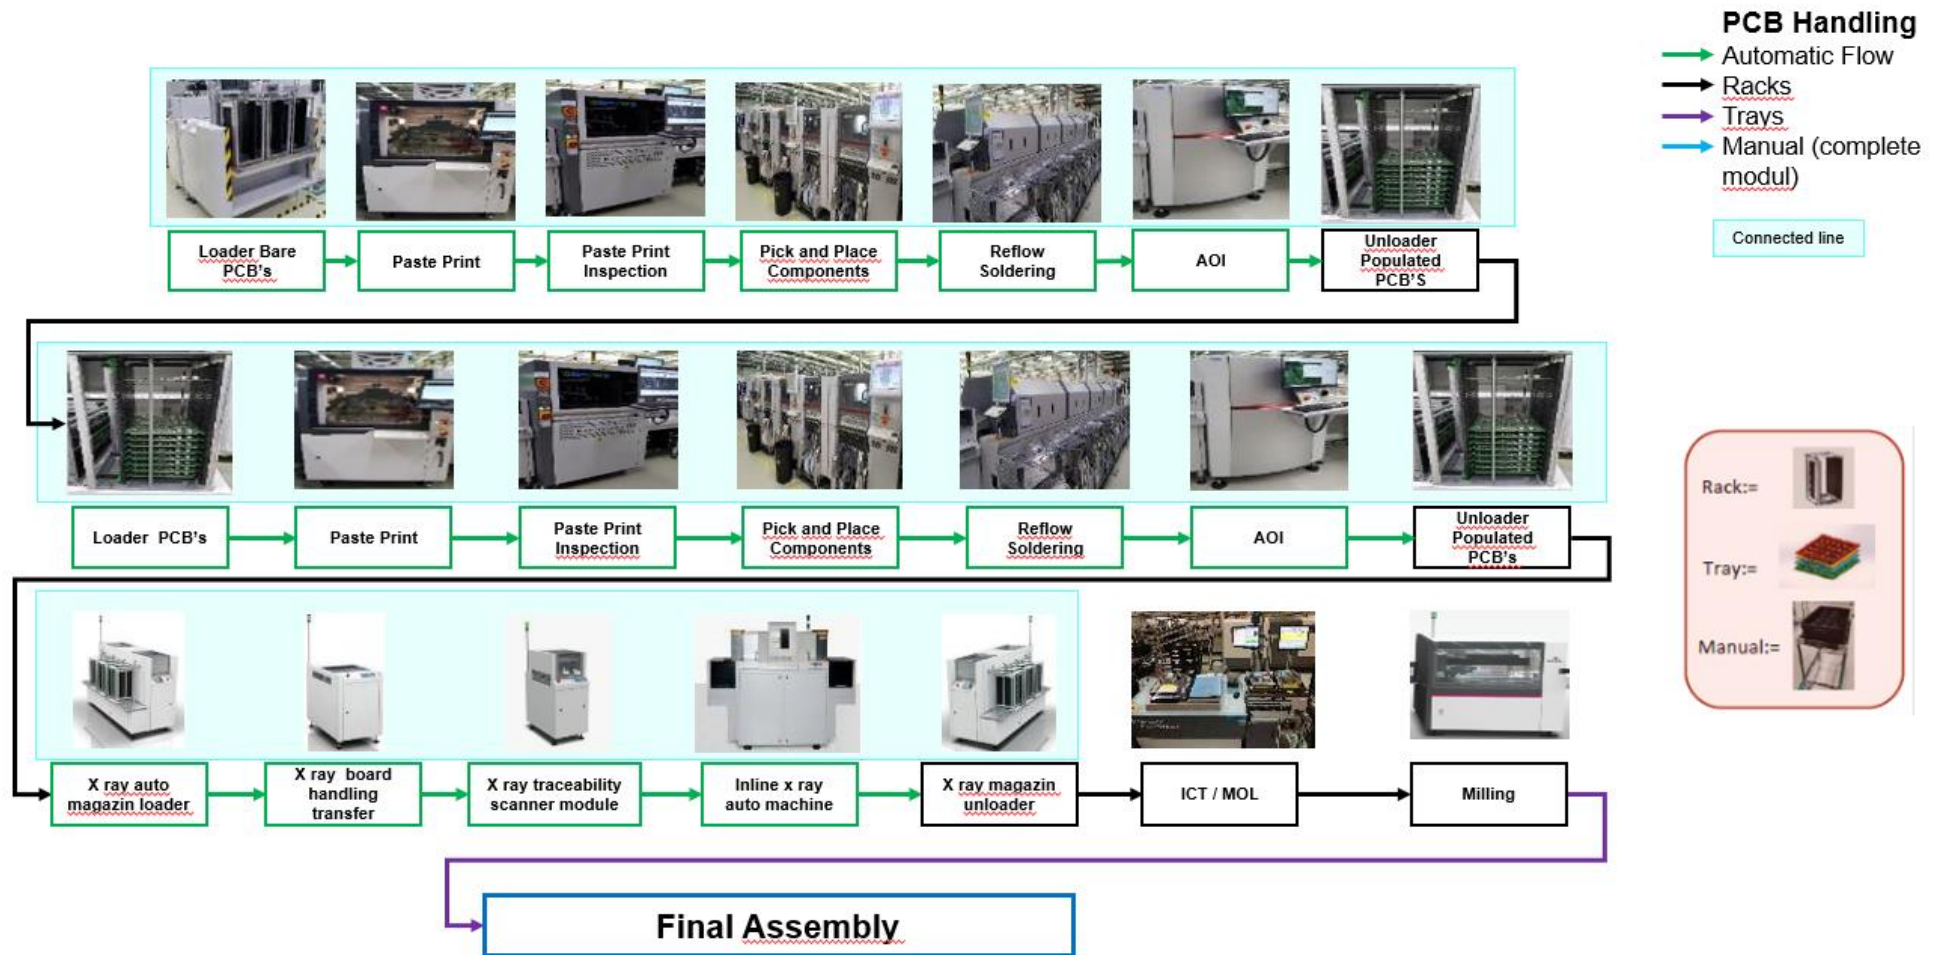 PCB Handling
Automatic Flow
Racks
Trays
Manual (complete
modul)
Connected line
Loader Bare
PCB's
Paste Print
Paste Print
Inspection
Pick and Place
Components
Reflow
Soldering
AOI
Unloader
Populated
PCB'S
Loader PCB's
Paste Print
Paste Print
Inspection
Pick and Place
Components
Reflow
Soldering
AOI
Unloader
Populated
PCB's
Rack:=
Tray:=
Manual:=
X ray auto
magazin loader
X ray board
handling
transfer
X ray traceability
scanner module
Inline x ray
auto machine
X ray magazin
unloader
ICT / MOL
Milling
Final Assembly